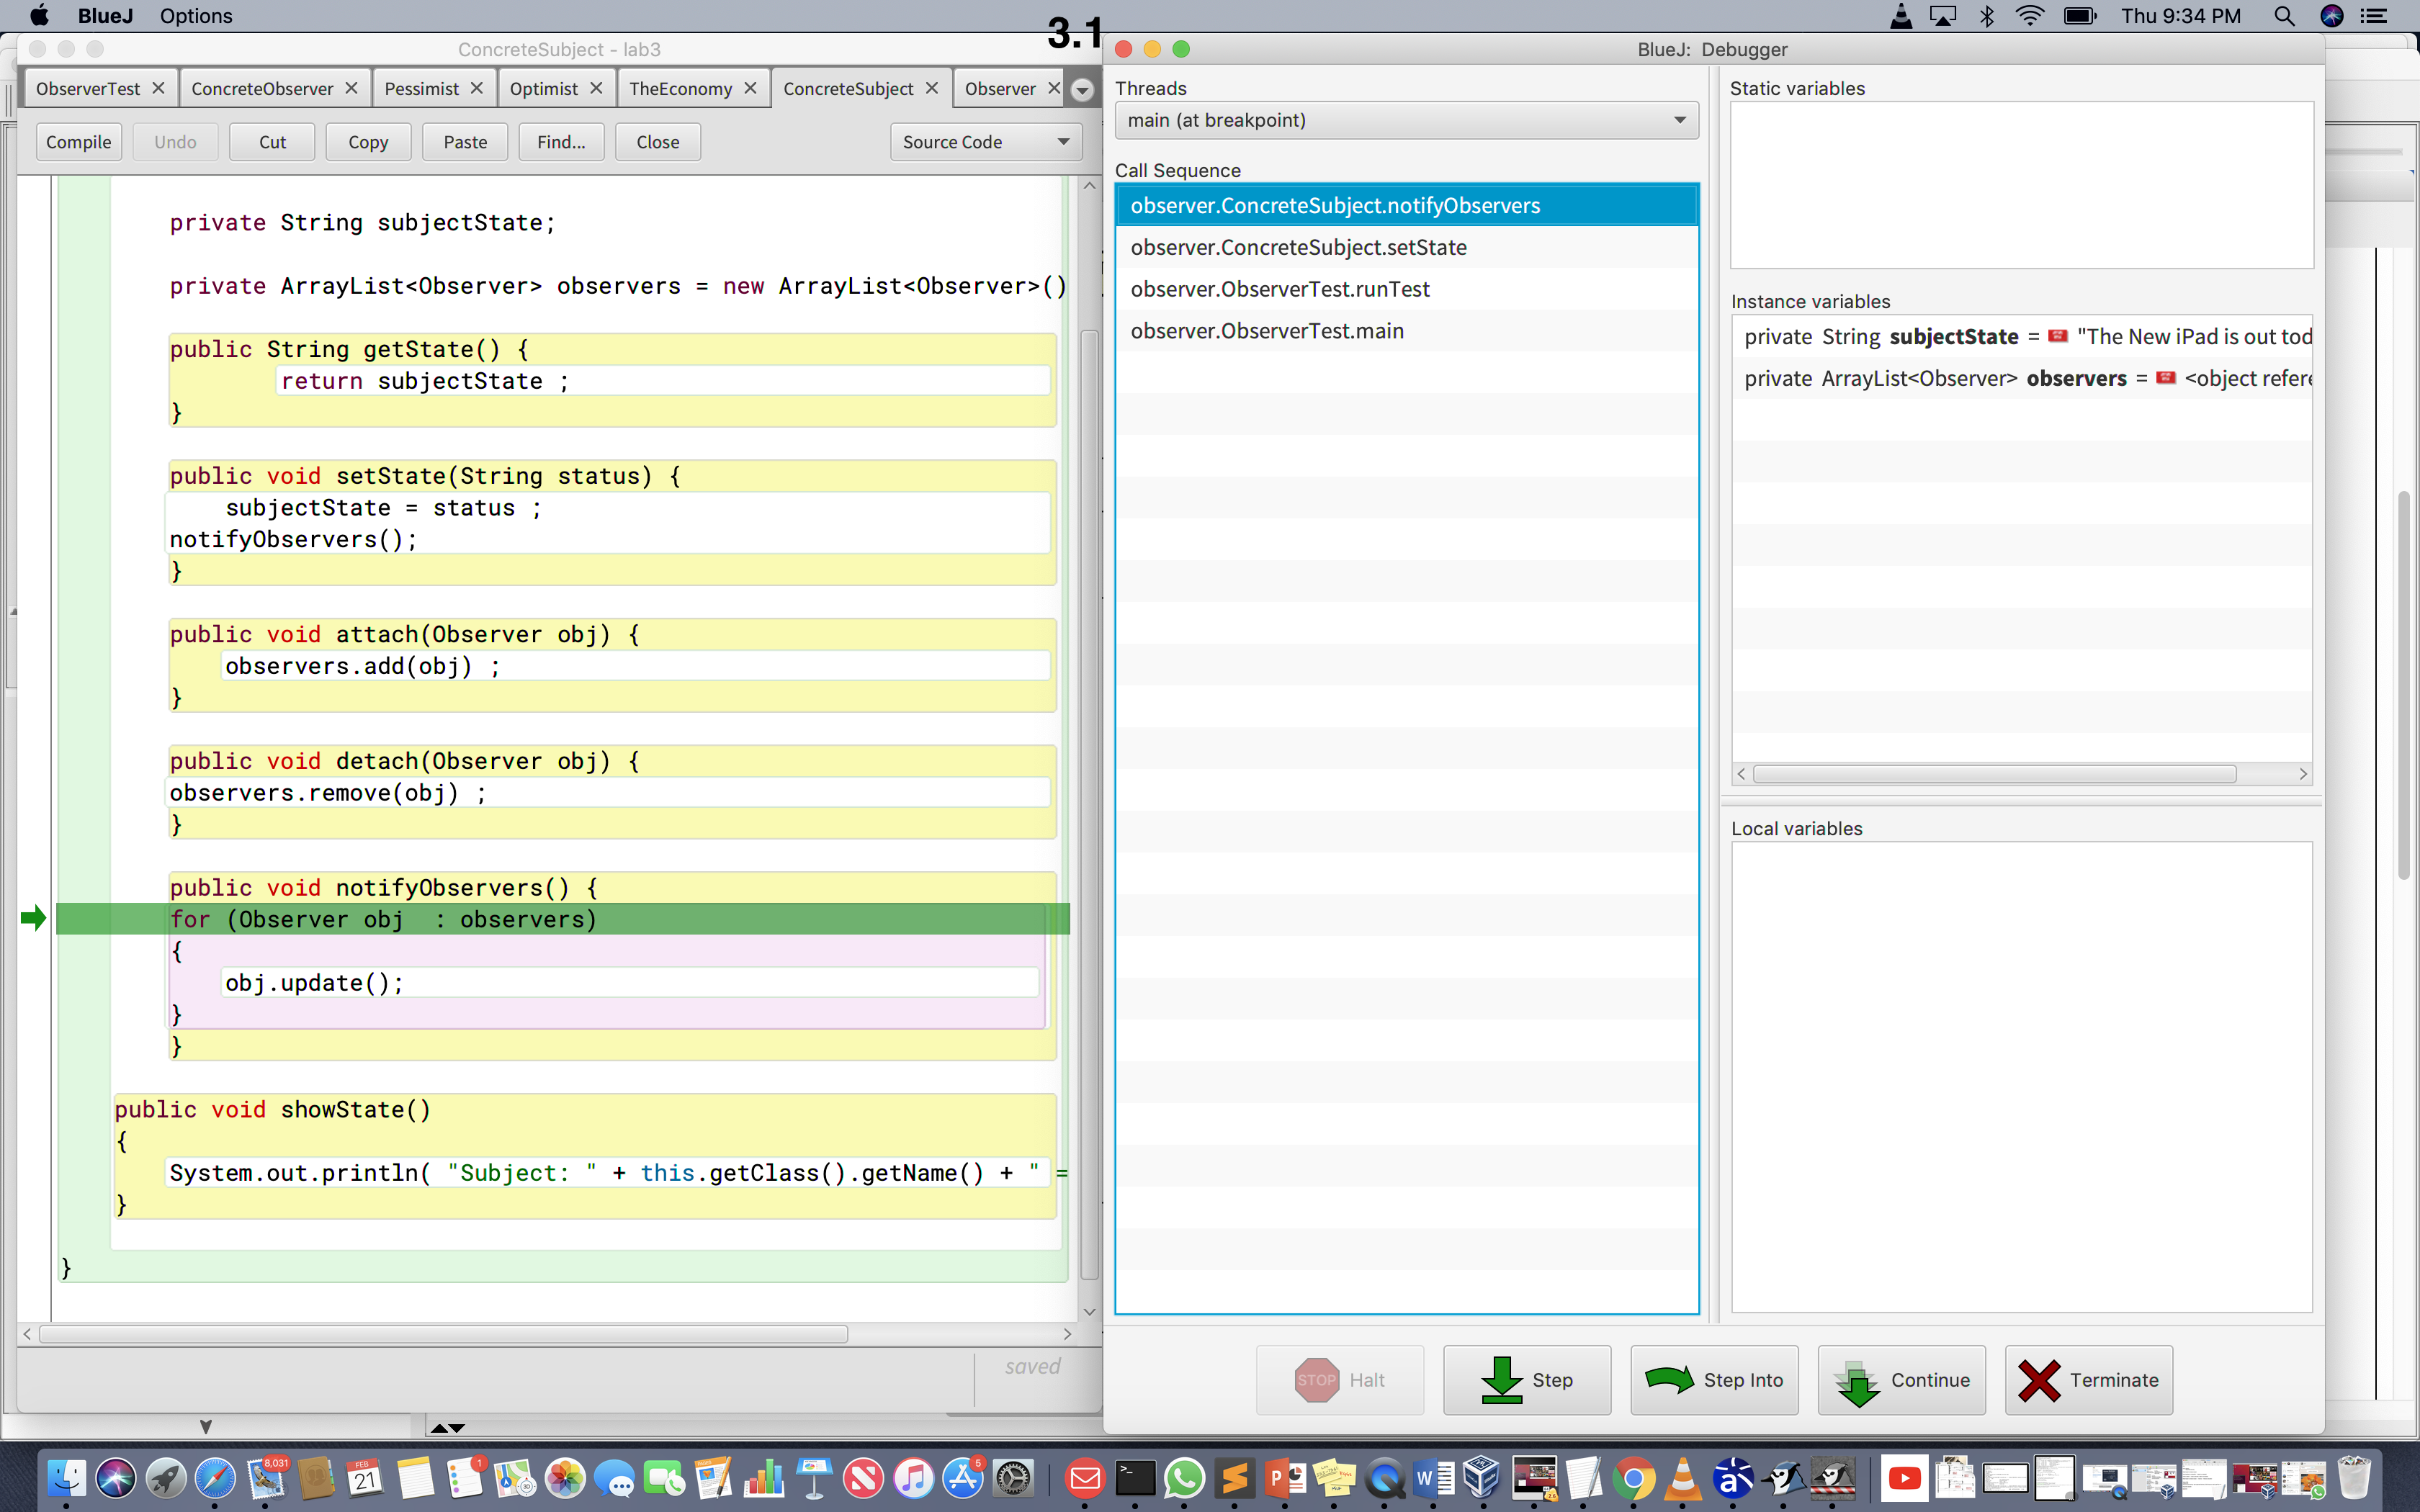 BlueJ Options
Thu 9:34 PM
3.1
ConcreteSubject - lab3
ObserverTest ConcreteObserver Pessimist Optimist TheEconomy ConcreteSubject Observer
Compile Undo Cut Copy Paste Find... Close Source Code
private String subjectState;
private ArrayList<Observer> observers = new ArrayList<Observer>()
public String getState() {
return subjectState ;
}
public void setState(String status) {
subjectState = status ;
notifyObservers();
}
public void attach(Observer obj) {
observers.add(obj) ;
}
public void detach(Observer obj) {
observers.remove(obj) ;
}
public void notifyObservers() {
for (Observer obj  : observers)
{
obj.update();
}
}
public void showState()
{
System.out.println( "Subject: " + this.getClass().getName() + " =
}
}
saved
BlueJ: Debugger
Threads
main (at breakpoint)
Call Sequence
observer.ConcreteSubject.notifyObservers
observer.ConcreteSubject.setState
observer.ObserverTest.runTest
observer.ObserverTest.main
Static variables
Instance variables
private String subjectState = "The New iPad is out tod
private ArrayList<Observer> observers = <object refere
Local variables
STOP Halt Step Step Into Continue Terminate
8,031
FEB
21
1
5